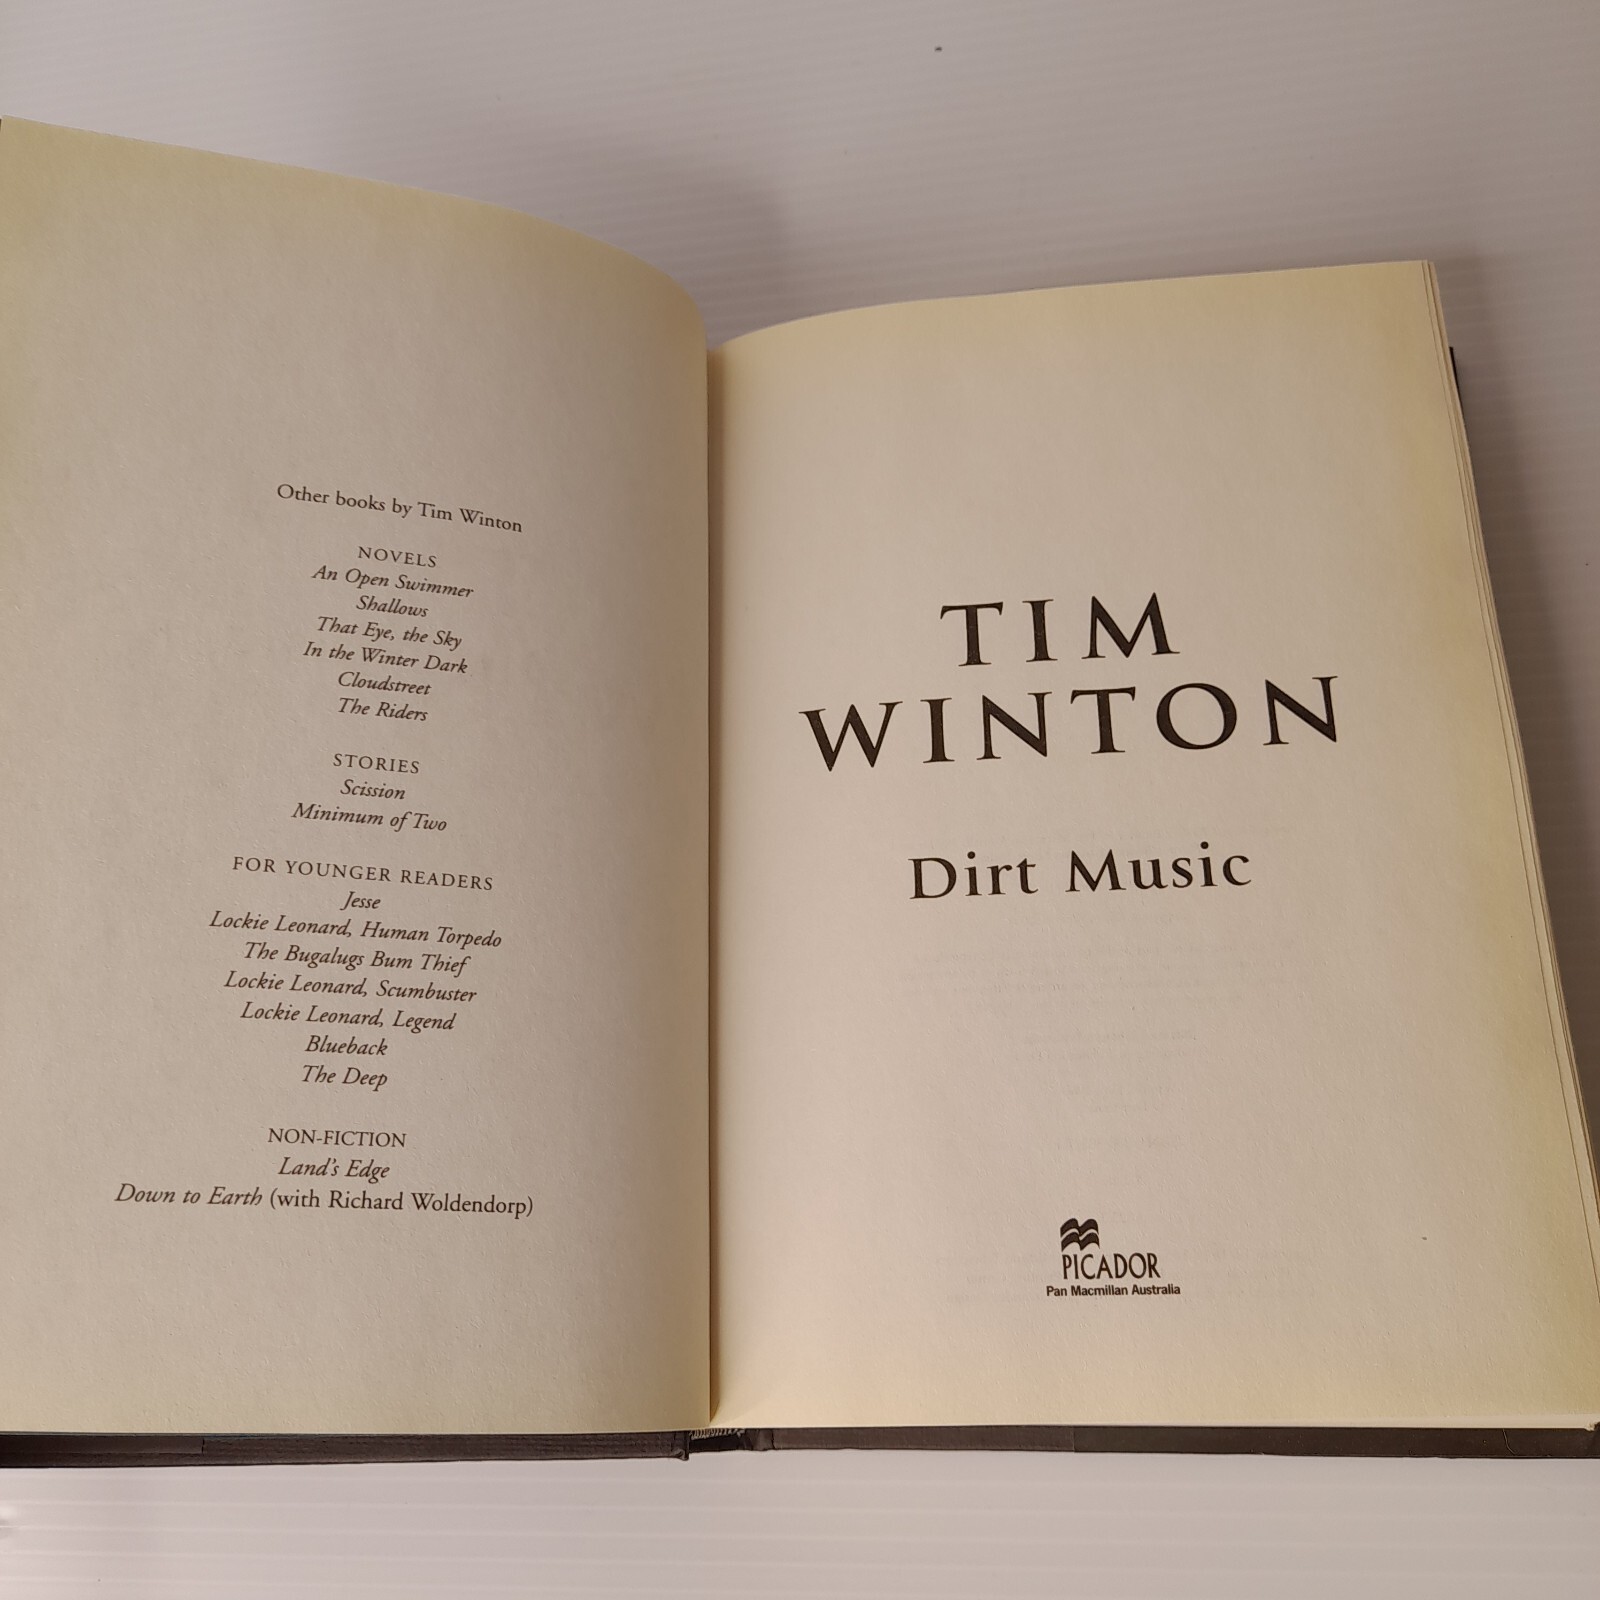 Other books by Tim Winton
NOVELS
An Open Swimmer
Shallows
That Eye, the Sky
In the Winter Dark
Cloudstreet
The Riders
STORIES
Scission
Minimum of Two
FOR YOUNGER READERS
Jesse
Lockie Leonard, Human Torpedo
The Bugalugs Bum Thief
Lockie Leonard, Scumbuster
Lockie Leonard, Legend
Blueback
The Deep
NON-FICTION
Land's Edge
Down to Earth (with Richard Woldendorp)
TIM
WINTON
Dirt Music
PICADOR
Pan Macmillan Australia